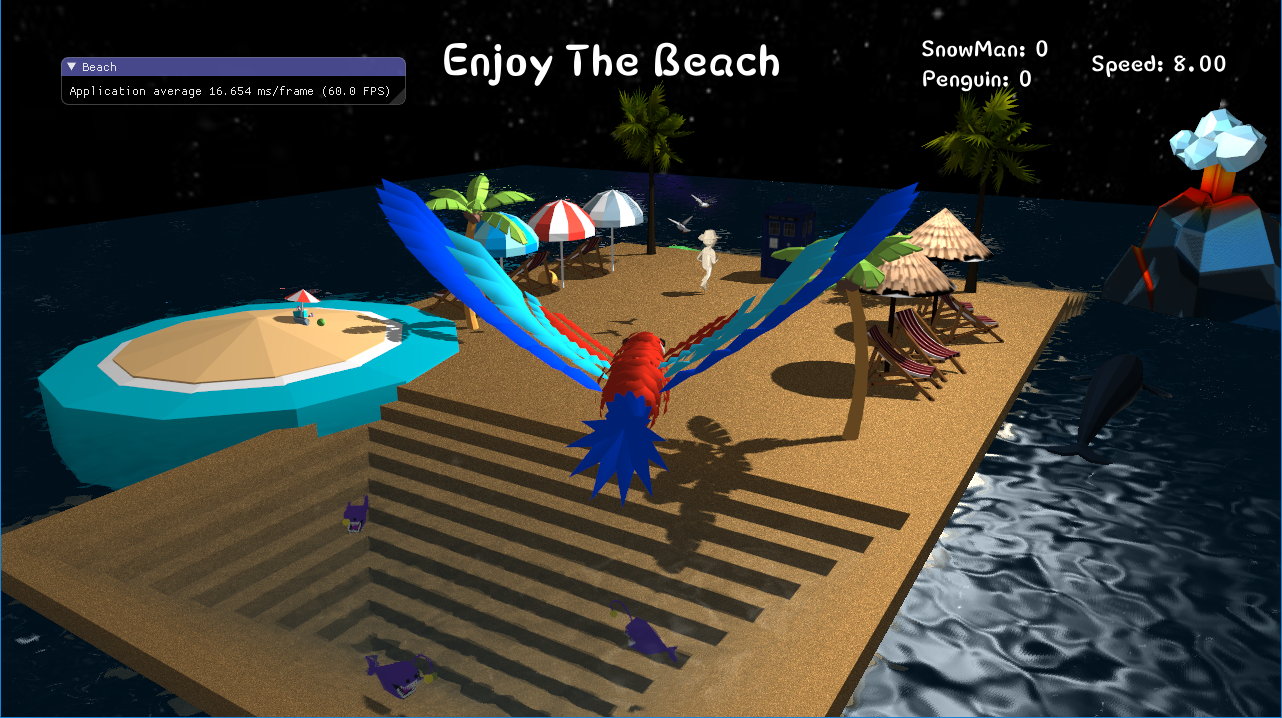 Enjoy The Beach
SnowMan: 0
Penguin: 0
Speed: 8.00
Beach
Application average 16.654 ms/frame (60.0 FPS)